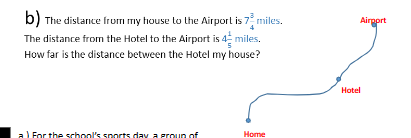 b) The distance from my house to the Airport is 7 3/4 miles.
Airport
The distance from the Hotel to the Airport is 4 1/5 miles.
How far is the distance between the Hotel my house?
Hotel
a ) For the school's sports day, a group of
Home